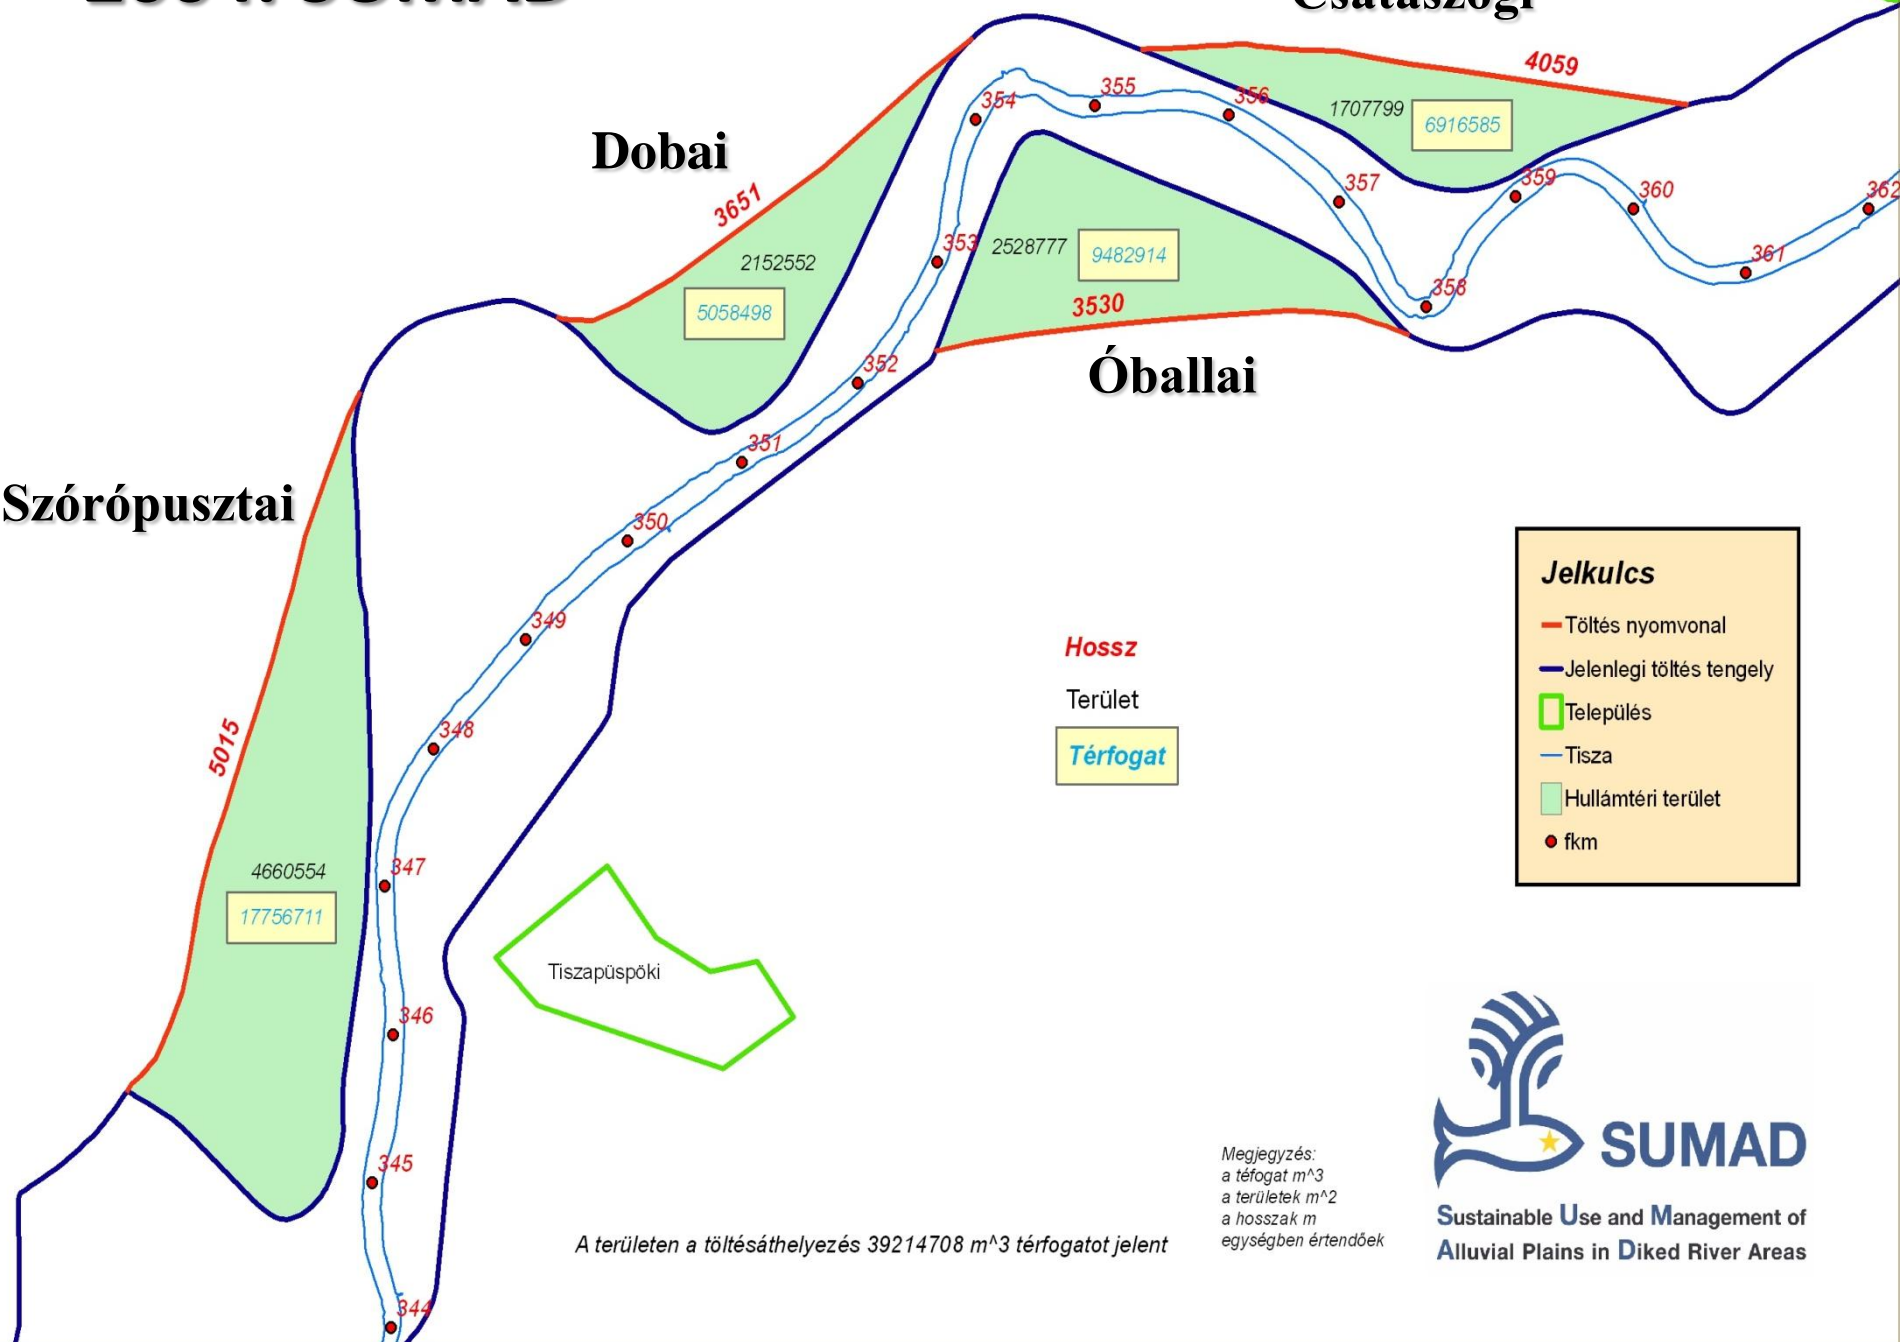 Csataszögi
4059
355
356
354
1707799
6916585
Dobai
3651
357
359
360
362
353
2528777
9482914
361
2152552
5058498
3530
358
352
Óballai
351
Szórópusztai
350
349
Jelkulcs
Töltés nyomvonal
Jelenlegi töltés tengely
Település
Tisza
Hullámtéri terület
fkm
Hossz
Terület
Térfogat
5015
348
347
4660554
17756711
Tiszapüspöki
346
345
344
SUMAD
Sustainable Use and Management of
Alluvial Plains in Diked River Areas
Megjegyzés:
a téfogat m^3
a területek m^2
a hosszak m
egységben értendőek
A területen a töltésáthelyezés 39214708 m^3 térfogatot jelent